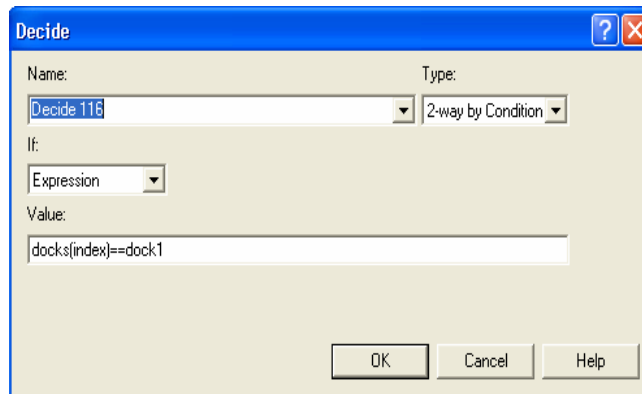 Decide
Name: Type:
Decide 116 2-way by Condition
If:
Expression
Value:
docks(index)==dock1
OK Cancel Help